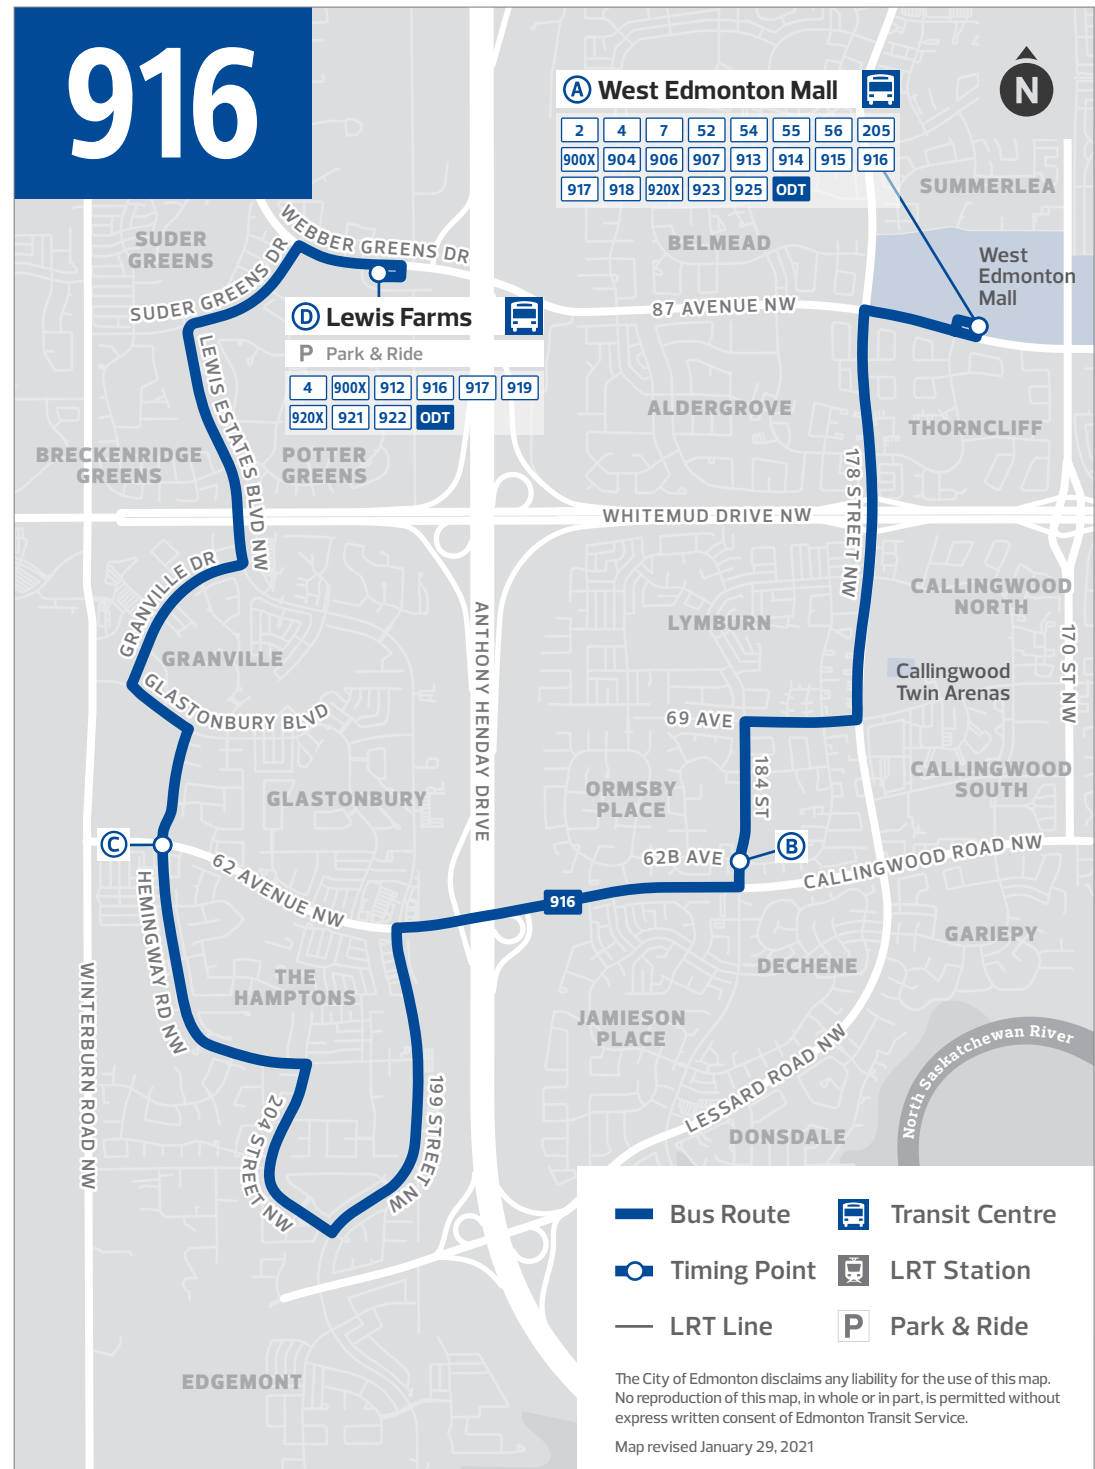 916
A West Edmonton Mall
2 4 7 52 54 55 56 205
900X 904 906 907 913 914 915 916
917 918 920X 923 925 ODT
N
SUMMERLEA
BELMEAD
West
Edmonton
Mall
SUDER
GREENS
WEBBER GREENS DR
SUDER GREENS DR
87 AVENUE NW
D Lewis Farms
P Park & Ride
4 900X 912 916 917 919
920X 921 922 ODT
LEWIS ESTATES BLVD NW
ALDERGROVE
THORNCLIFF
BRECKENRIDGE
GREENS
POTTER
GREENS
178 STREET NW
WHITEMUD DRIVE NW
GRANVILLE DR
CALLINGWOOD
NORTH
LYMBURN
ANTHONY HENDAY DRIVE
170 ST NW
GRANVILLE
Callingwood
Twin Arenas
GLASTONBURY BLVD
69 AVE
184 ST
CALLINGWOOD
SOUTH
ORMSBY
PLACE
GLASTONBURY
C
B
62B AVE
CALLINGWOOD ROAD NW
62 AVENUE NW
HEMINGWAY RD NW
916
GARIEPY
DECHENE
THE
HAMPTONS
WINTERBURN ROAD NW
JAMIESON
PLACE
North Saskatchewan River
LESSARD ROAD NW
199 STREET NW
204 STREET NW
DONSDALE
Bus Route
Transit Centre
Timing Point
LRT Station
LRT Line
P Park & Ride
EDGEMONT
The City of Edmonton disclaims any liability for the use of this map.
No reproduction of this map, in whole or in part, is permitted without
express written consent of Edmonton Transit Service.
Map revised January 29, 2021